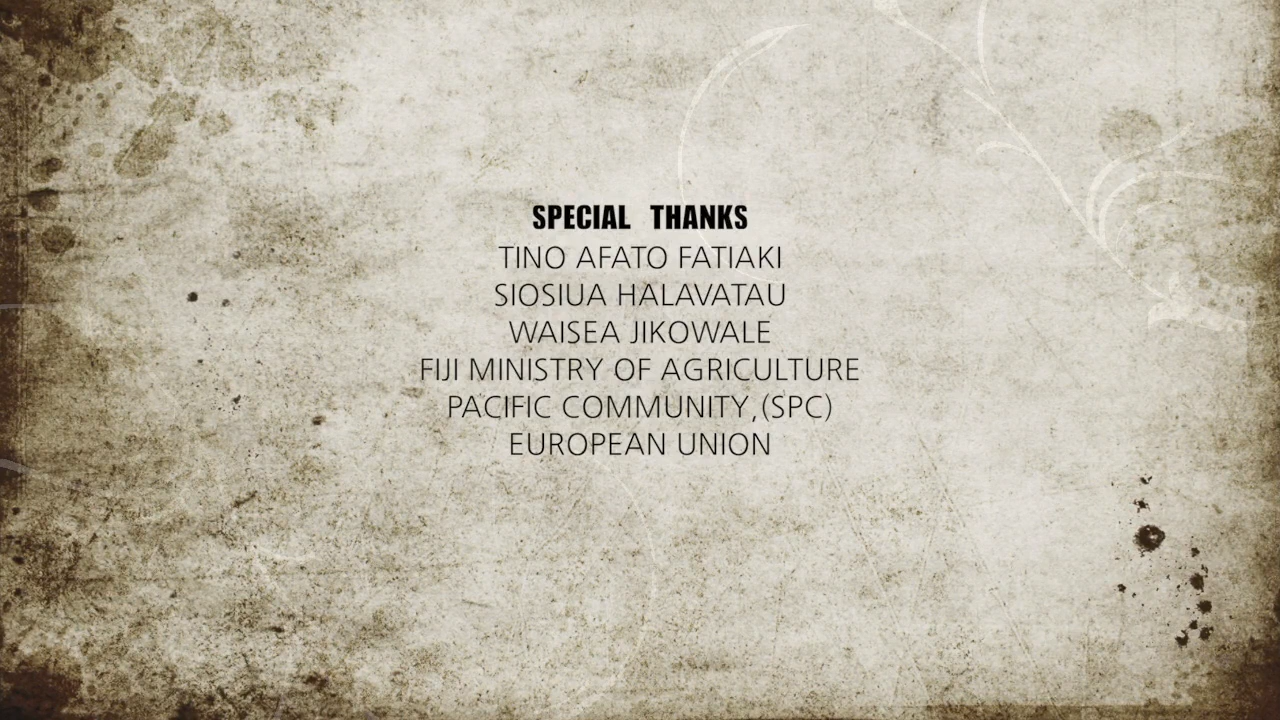 SPECIAL THANKS
TINO AFATO FATIAKI
SIOSIUA HALAVATAU
WAISEA JIKOWALE
FIJI MINISTRY OF AGRICULTURE
PACIFIC COMMUNITY,(SPC)
EUROPEAN UNION